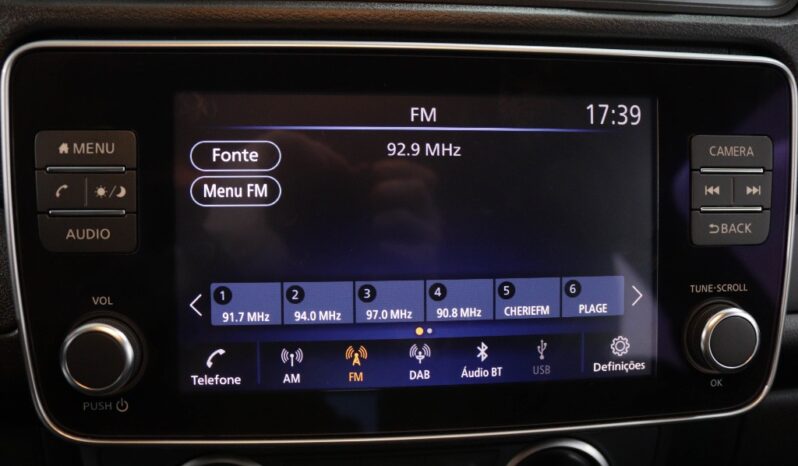 FM 17:39
MENU
CAMERA
Fonte
92.9 MHz
Menu FM
AUDIO
BACK
1 2 3 4 5 6
91.7 MHz 94.0 MHz 97.0 MHz 90.8 MHz CHERIEFM PLAGE
VOL
TUNE·SCROLL
Telefone AM FM DAB Áudio BT USB Definições
PUSH
OK